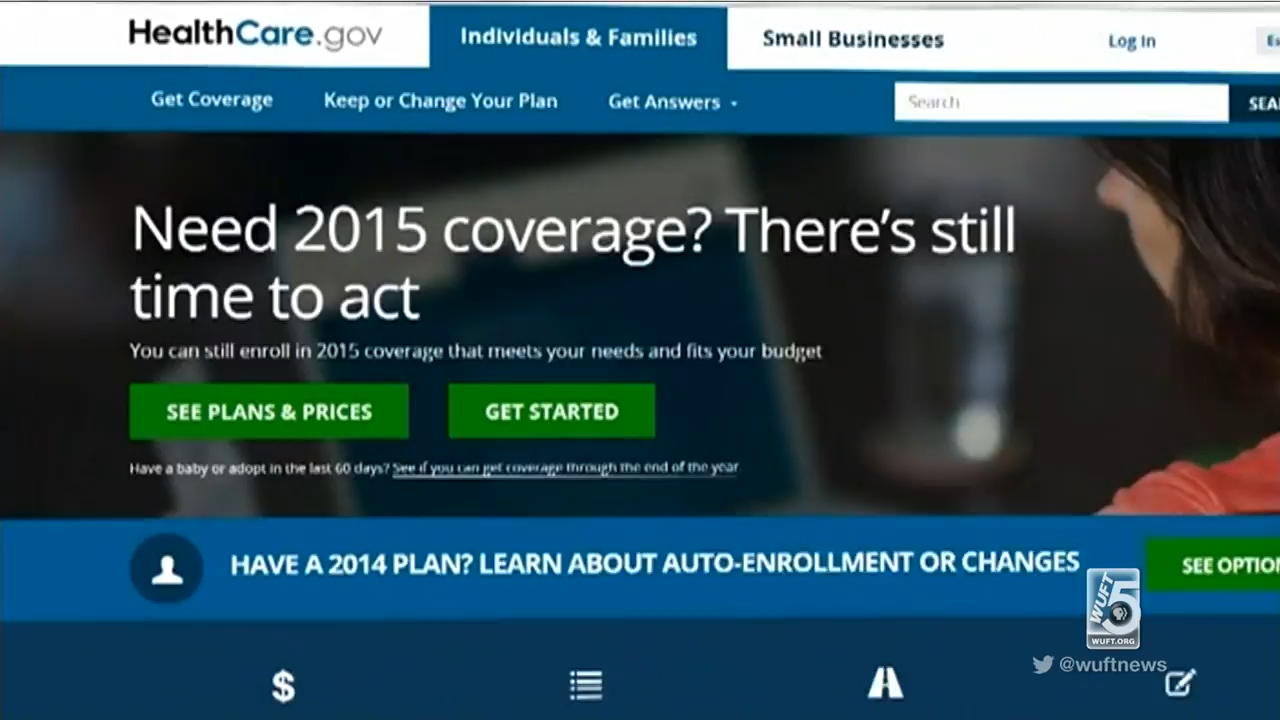 HealthCare.gov
Individuals & Families
Small Businesses
Log In
Get Coverage
Keep or Change Your Plan
Get Answers
Search
Need 2015 coverage? There's still
time to act
You can still enroll in 2015 coverage that meets your needs and fits your budget
SEE PLANS & PRICES
GET STARTED
Have a baby or adopt in the last 60 days? See if you can get coverage through the end of the year
HAVE A 2014 PLAN? LEARN ABOUT AUTO-ENROLLMENT OR CHANGES
SEE
WUFT 5
WUFT.ORG
@wuftnews